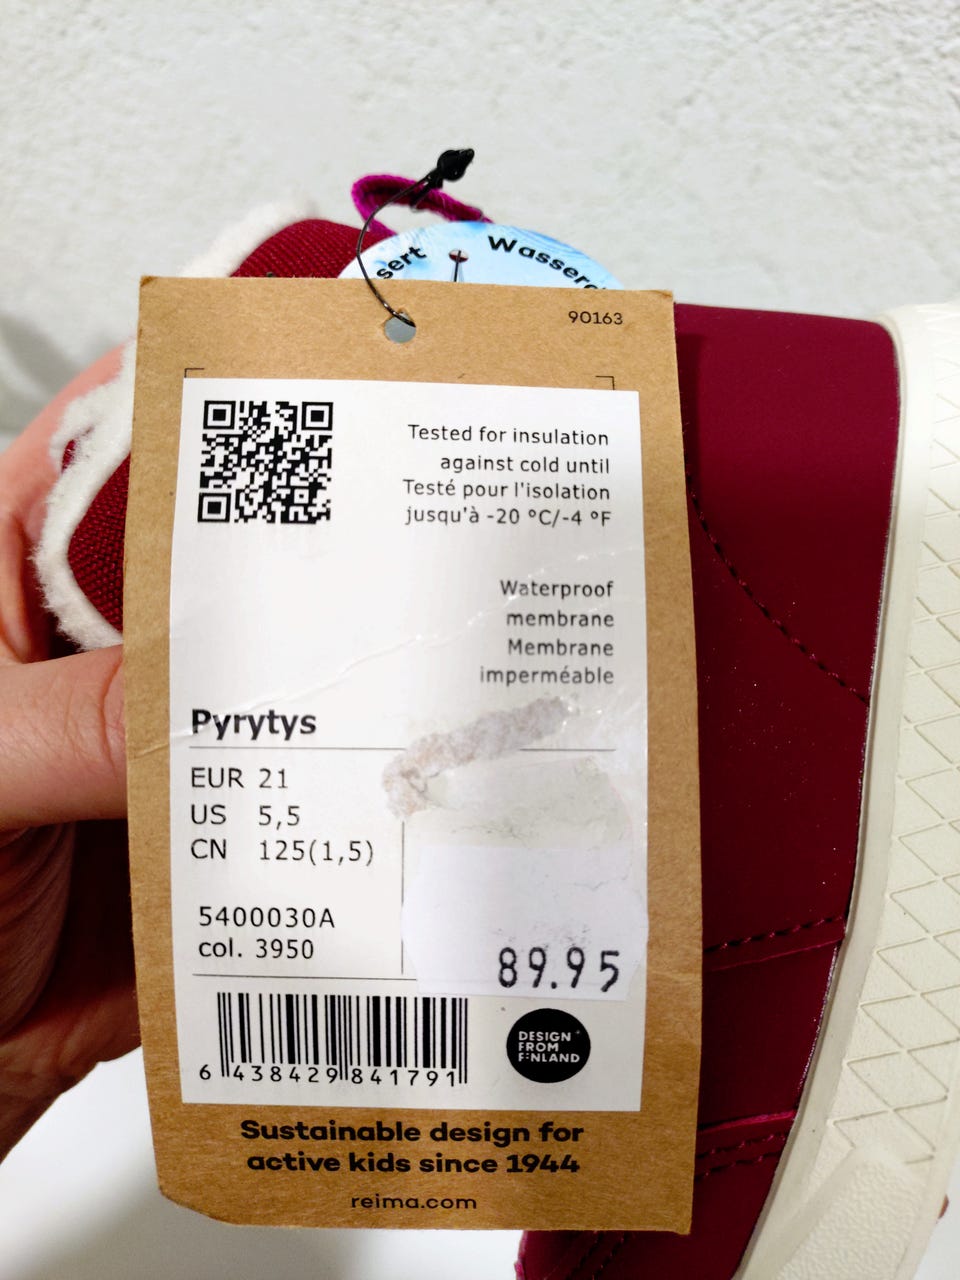 sert
Wasser
90163
Tested for insulation
against cold until
Testé pour l'isolation
jusqu'à -20 °C/-4 °F
Waterproof
membrane
Membrane
imperméable
Pyrytys
EUR 21
US 5,5
CN 125(1,5)
5400030A
col. 3950
89.95
6 438429 841791
DESIGN
FROM
FINLAND
Sustainable design for
active kids since 1944
reima.com